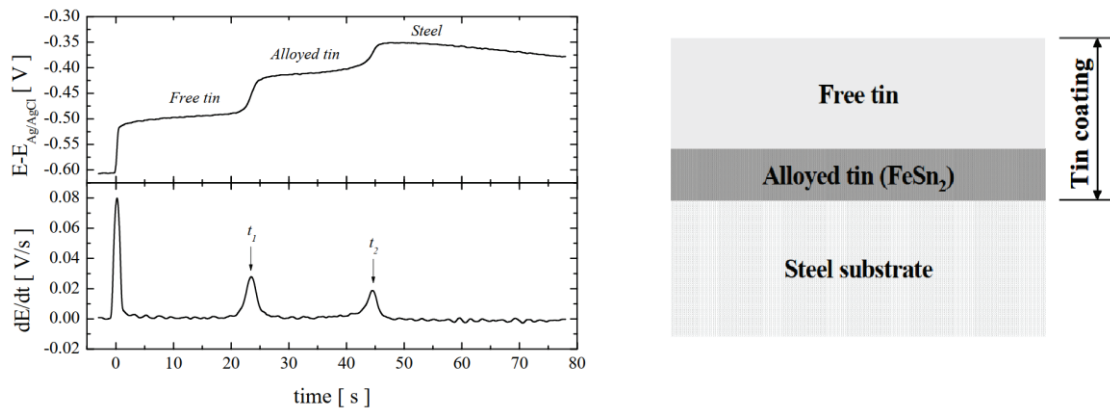 -0.30
-0.35
-0.40
-0.45
-0.50
-0.55
-0.60
E-E Ag/AgCl [ V]
Free tin
Alloyed tin
Steel
0.08
0.06
0.04
0.02
0.00
-0.02
dE/dt [ V/s ]
t1
t2
0 10 20 30 40 50 60 70 80
time [ s ]
Free tin
Alloyed tin (FeSn2)
Steel substrate
Tin coating